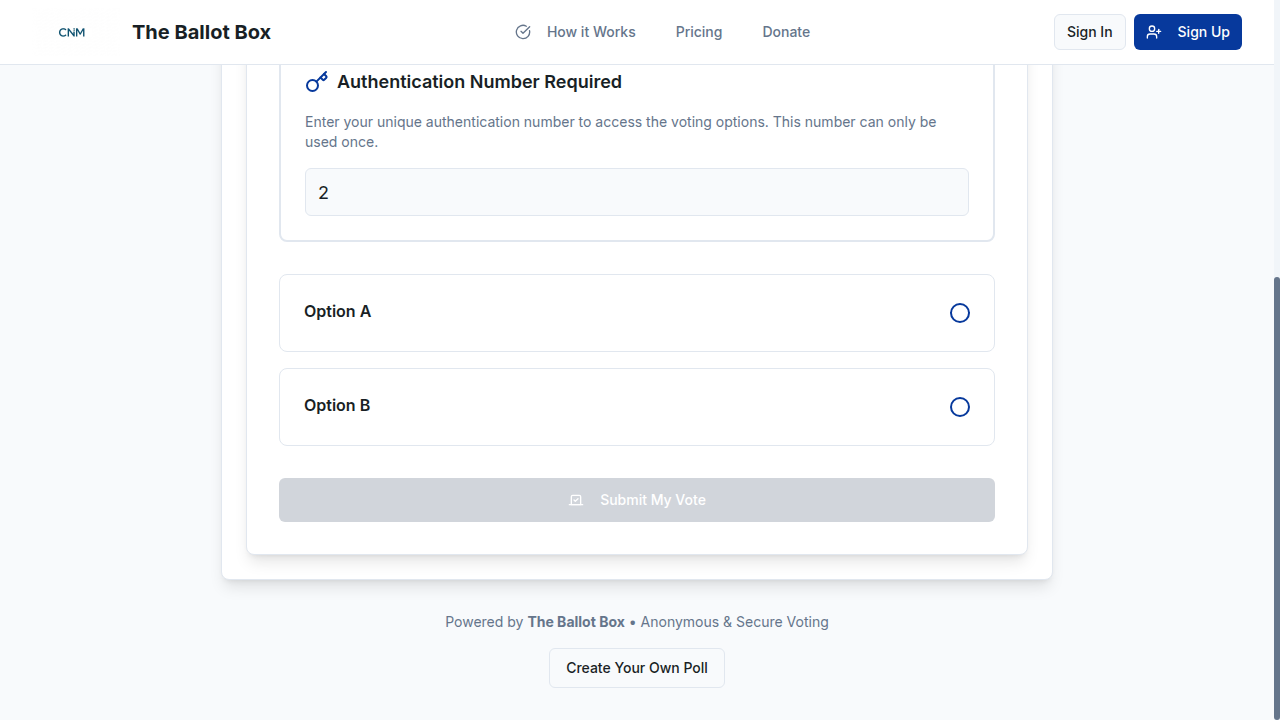 CNM
The Ballot Box
How it Works
Pricing
Donate
Sign In
Sign Up
Authentication Number Required
Enter your unique authentication number to access the voting options. This number can only be
used once.
2
Option A
Option B
Submit My Vote
Powered by The Ballot Box • Anonymous & Secure Voting
Create Your Own Poll